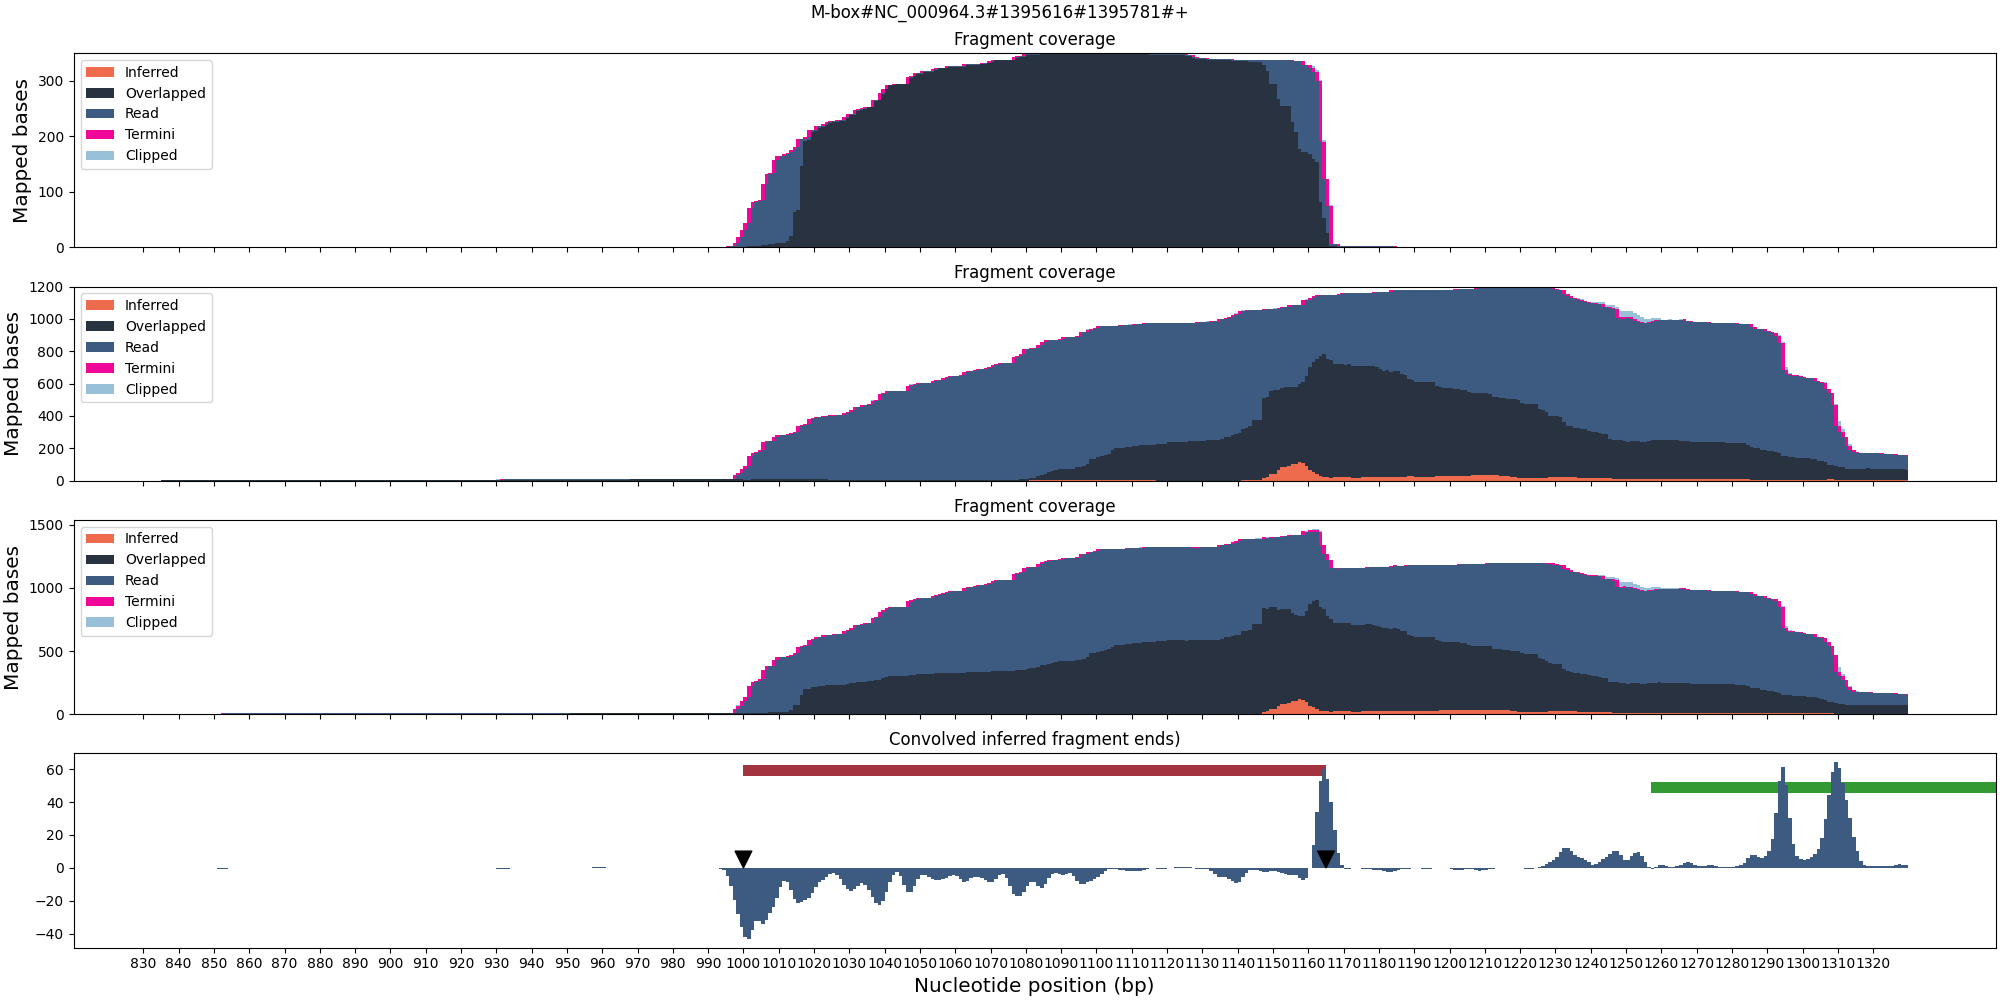 M-box#NC_000964.3#1395616#1395781#+
Fragment coverage
Mapped bases
300
200
100
0
Inferred
Overlapped
Read
Termini
Clipped
Fragment coverage
Mapped bases
1200
1000
800
600
400
200
0
Inferred
Overlapped
Read
Termini
Clipped
Fragment coverage
Mapped bases
1500
1000
500
0
Inferred
Overlapped
Read
Termini
Clipped
Convolved inferred fragment ends)
60
40
20
0
−20
−40
830 840 850 860 870 880 890 900 910 920 930 940 950 960 970 980 990 1000 1010 1020 1030 1040 1050 1060 1070 1080 1090 1100 1110 1120 1130 1140 1150 1160 1170 1180 1190 1200 1210 1220 1230 1240 1250 1260 1270 1280 1290 1300 1310 1320
Nucleotide position (bp)